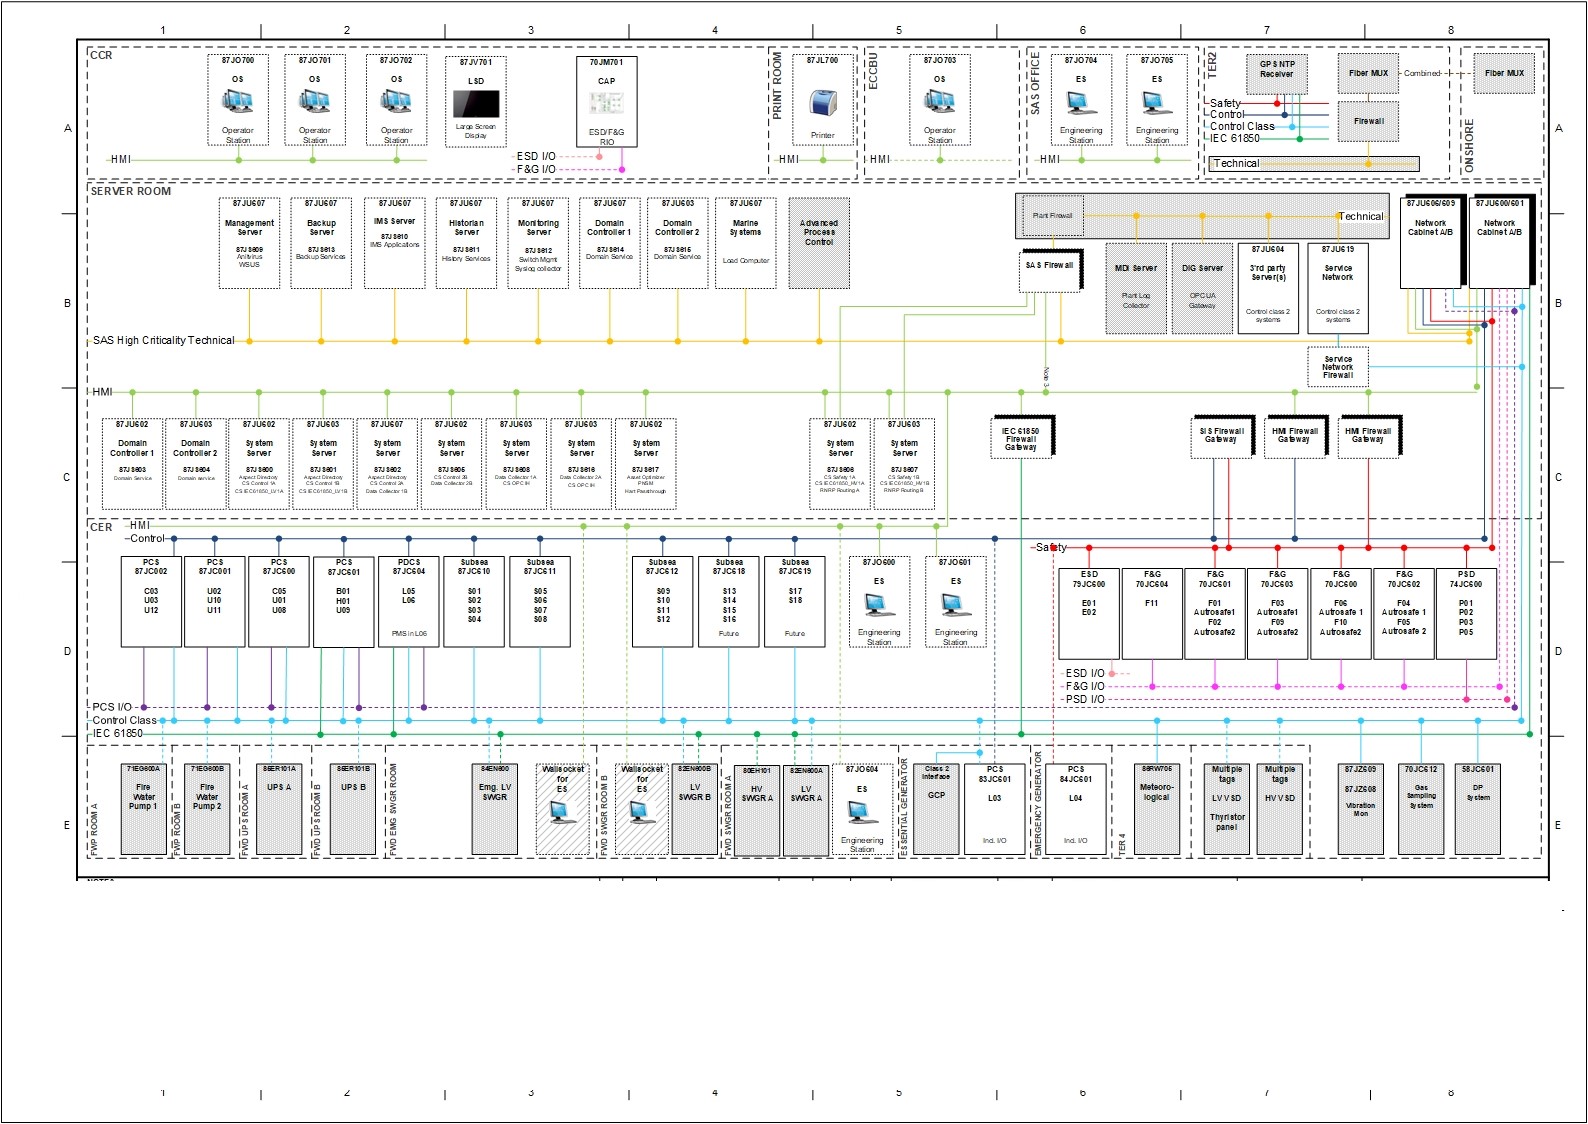 1 2 3 4 5 6 7 8
A
CCR
87JO700
OS
Operator
Station
87JO701
OS
Operator
Station
87JO702
OS
Operator
Station
87JV701
LSD
Large Screen
Display
70JM701
CAP
ESD/F&G
RIO
HMI
ESD I/O
F&G I/O
PRINT ROOM
87JL700
Printer
HMI
ECCBU
87JO703
OS
Operator
Station
HMI
SAS OFFICE
87JO704
ES
Engineering
Station
87JO705
ES
Engineering
Station
HMI
TER2
GPS NTP
Receiver
Safety
Control
Control Class
IEC 61850
Fiber MUX
Firewall
Technical
Combined
Fiber MUX
ONSHORE
A
B
SERVER ROOM
87JU607
Management
Server
87JS609
Anitvirus
WSUS
87JU607
Backup
Server
87JS613
Backup Services
87JU607
IMS Server
87JS610
IMS Applications
87JU607
Historian
Server
87JS611
History Services
87JU607
Monitoring
Server
87JS612
Switch Mgmt
Syslog collector
87JU607
Domain
Controller 1
87JS614
Domain Service
87JU603
Domain
Controller 2
87JS615
Domain Service
87JU607
Marine
Systems
Load Computer
Advanced
Process
Control
Plant Firewall
Technical
SAS Firewall
MDI Server
Plant Log
Collector
DIG Server
OPC UA
Gateway
87JU604
3'rd party
Server(s)
Control class 2
systems
87JU619
Service
Network
Control class 2
systems
87JU606/609
Network
Cabinet A/B
87JU600/601
Network
Cabinet A/B
SAS High Criticality Technical
Service
Network
Firewall
Note 3
B
HMI
C
87JU602
Domain
Controller 1
87JS603
Domain Service
87JU603
Domain
Controller 2
87JS604
Domain service
87JU602
System
Server
87JS600
Aspect Directory
CS Control 1A
CS IEC61850_LV1A
87JU603
System
Server
87JS601
Aspect Directory
CS Control 1B
CS IEC61850_LV1B
87JU607
System
Server
87JS602
Aspect Directory
CS Control 2A
Data Collector 1B
87JU602
System
Server
87JS605
CS Control 2B
Data Collector 2B
87JU603
System
Server
87JS608
Data Collector 1A
CS OPC IH
87JU603
System
Server
87JS616
Data Collector 2A
CS OPC IH
87JU602
System
Server
87JS617
Asset Optimizer
PNSM
Hart Passthrough
87JU602
System
Server
87JS606
CS Safety 1A
CS IEC61850_HV1A
RNRP Routing A
87JU603
System
Server
87JS607
CS Safety 1B
CS IEC61850_HV1B
RNRP Routing B
IEC 61850
Firewall
Gateway
SIS Firewall
Gateway
HMI Firewall
Gateway
HMI Firewall
Gateway
C
CER
HMI
Control
Safety
D
PCS
87JC002
C03
U03
U12
PCS
87JC001
U02
U10
U11
PCS
87JC600
C05
U01
U08
PCS
87JC601
B01
H01
U09
PDCS
87JC604
L05
L06
PMS in L06
Subsea
87JC610
S01
S02
S03
S04
Subsea
87JC611
S05
S06
S07
S08
Subsea
87JC612
S09
S10
S11
S12
Subsea
87JC618
S13
S14
S15
S16
Future
Subsea
87JC619
S17
S18
Future
87JO600
ES
Engineering
Station
87JO601
ES
Engineering
Station
ESD
79JC600
E01
E02
F&G
70JC604
F11
F&G
70JC601
F01
Autosafe1
F02
Autosafe2
F&G
70JC603
F03
Autosafe1
F09
Autosafe2
F&G
70JC600
F06
Autosafe 1
F10
Autosafe2
F&G
70JC602
F04
Autosafe 1
F05
Autosafe 2
PSD
74JC600
P01
P02
P03
P05
D
ESD I/O
F&G I/O
PSD I/O
PCS I/O
Control Class
IEC 61850
E
FWP ROOM A
71EG600A
Fire
Water
Pump 1
FWP ROOM B
71EG600B
Fire
Water
Pump 2
FWD UPS ROOM A
86ER101A
UPS A
FWD UPS ROOM B
86ER101B
UPS B
FWD EMG SWGR ROOM
84EN600
Emg. LV
SWGR
Wallsocket
for
ES
FWD SWGR ROOM B
Wallsocket
for
ES
82EN600B
LV
SWGR B
FWD SWGR ROOM A
80EH101
HV
SWGR A
82EN600A
LV
SWGR A
87JO604
ES
Engineering
Station
ESSENTIAL GENERATOR
Class 2
Interface
GCP
PCS
83JC601
L03
Ind. I/O
EMERGENCY GENERATOR
PCS
84JC601
L04
Ind. I/O
TER 4
86RW705
Meteoro-
logical
Multiple
tags
LV VSD
Thyristor
panel
Multiple
tags
HV VSD
87JZ609
87JZ608
Vibration
Mon
70JC612
Gas
Sampling
System
58JC601
DP
System
E
1 2 3 4 5 6 7 8